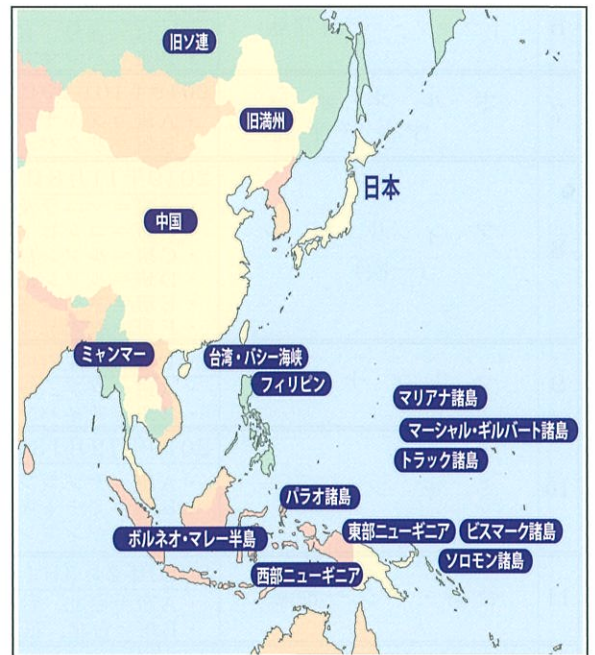 旧ソ連
旧満州
日本
中国
ミャンマー
台湾・バシー海峡
フィリピン
マリアナ諸島
マーシャル・ギルバート諸島
トラック諸島
パラオ諸島
東部ニューギニア
ビスマーク諸島
ボルネオ・マレー半島
ソロモン諸島
西部ニューギニア